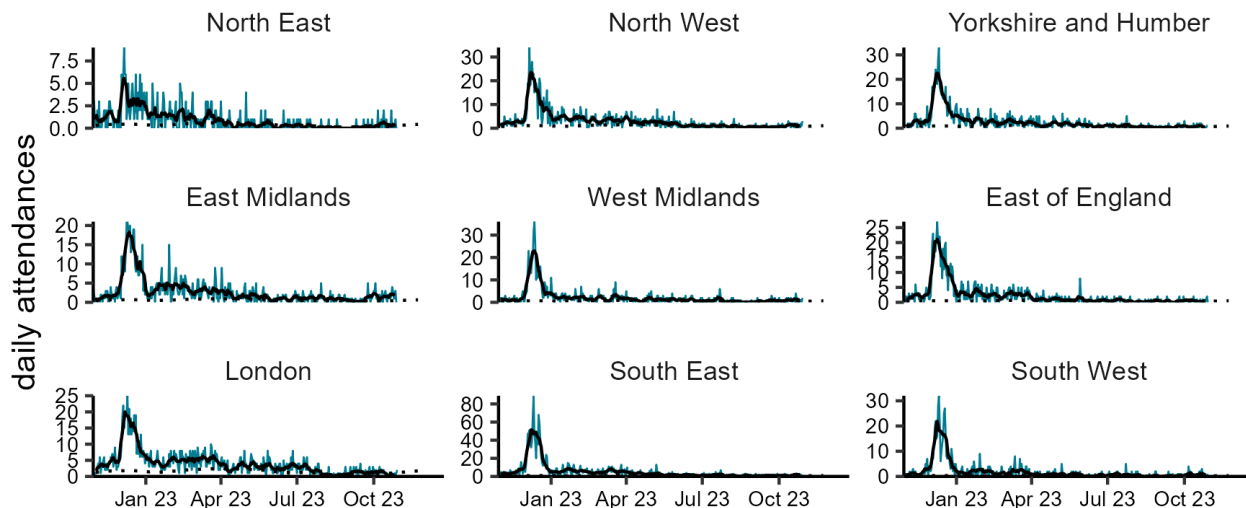 North East North West Yorkshire and Humber
7.5 5.0 2.5 0.0
30 20 10 0
30 20 10 0
East Midlands West Midlands East of England
20 15 10 5 0
30 20 10 0
25 20 15 10 5 0
London South East South West
25 20 15 10 5 0
80 60 40 20 0
30 20 10 0
Jan 23 Apr 23 Jul 23 Oct 23 Jan 23 Apr 23 Jul 23 Oct 23 Jan 23 Apr 23 Jul 23 Oct 23
daily attendances